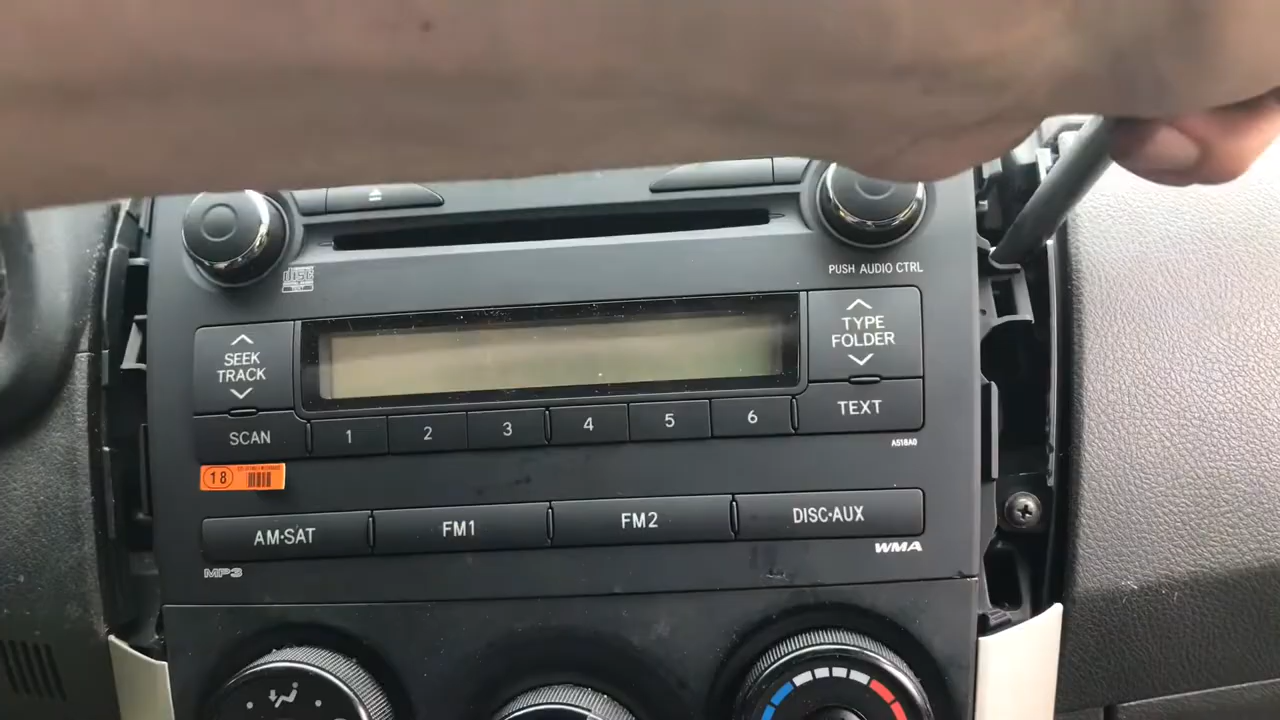 disc
PUSH AUDIO CTRL
SEEK
TRACK
TYPE
FOLDER
SCAN
1
2
3
4
5
6
TEXT
A518A0
18
AM·SAT
FM1
FM2
DISC·AUX
MP3
WMA